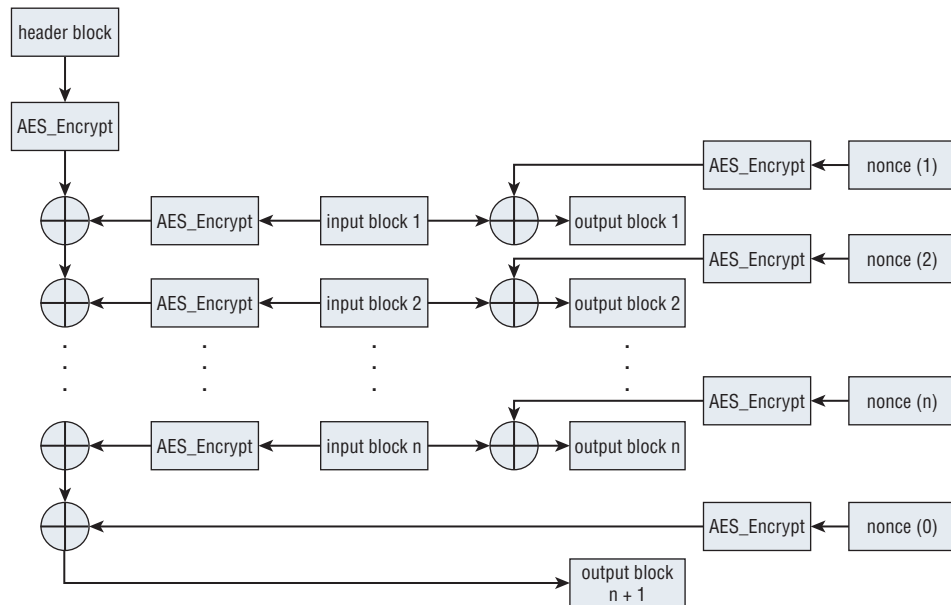 header block
AES_Encrypt
AES_Encrypt
nonce (1)
AES_Encrypt
input block 1
output block 1
AES_Encrypt
nonce (2)
AES_Encrypt
input block 2
output block 2
AES_Encrypt
nonce (n)
AES_Encrypt
input block n
output block n
AES_Encrypt
nonce (0)
output block
n + 1